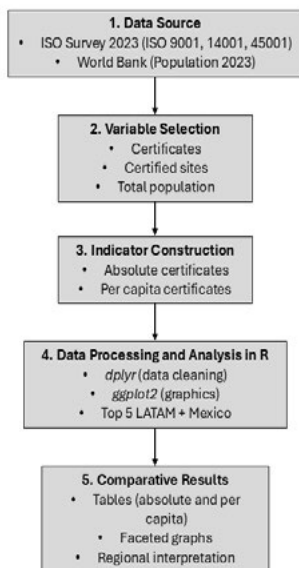 1. Data Source
• ISO Survey 2023 (ISO 9001, 14001, 45001)
• World Bank (Population 2023)
2. Variable Selection
• Certificates
• Certified sites
• Total population
3. Indicator Construction
• Absolute certificates
• Per capita certificates
4. Data Processing and Analysis in R
• dplyr (data cleaning)
• ggplot2 (graphics)
• Top 5 LATAM + Mexico
5. Comparative Results
• Tables (absolute and per
capita)
• Faceted graphs
• Regional interpretation